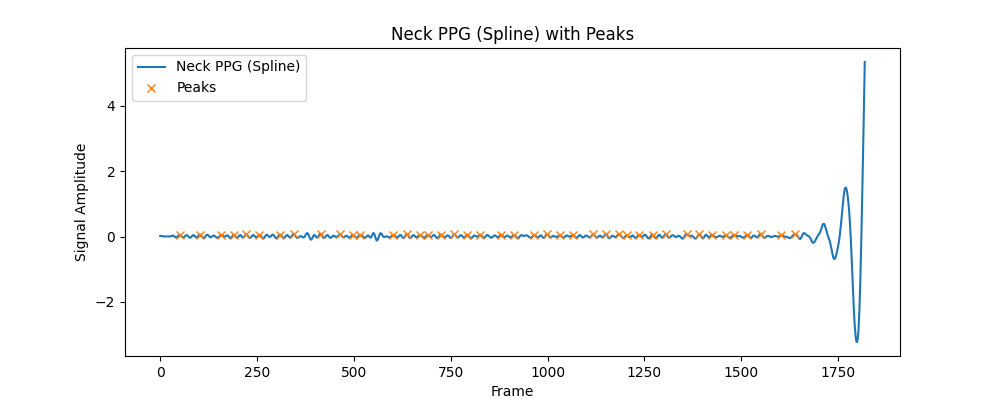 Neck PPG (Spline) with Peaks
Neck PPG (Spline)
Peaks
Signal Amplitude
4
2
0
−2
0 250 500 750 1000 1250 1500 1750
Frame